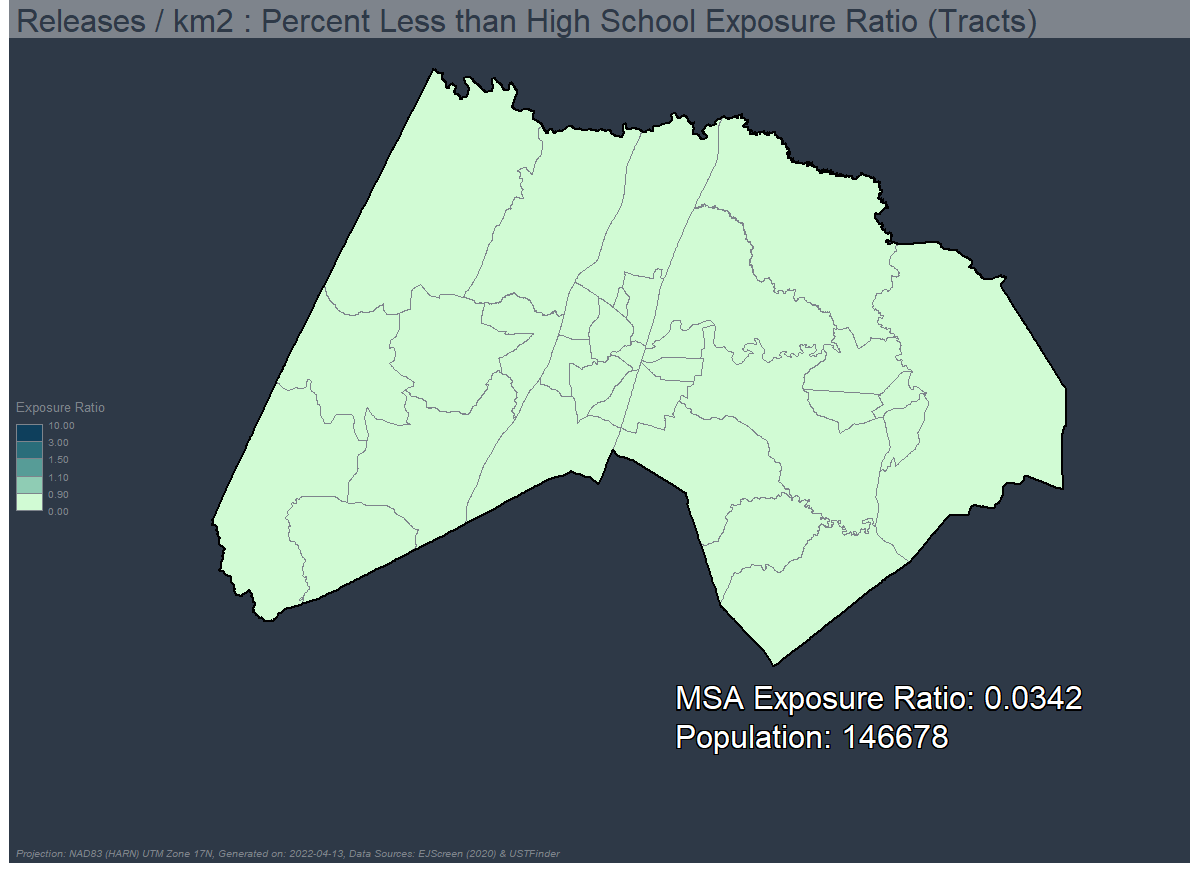 Releases / km2 : Percent Less than High School Exposure Ratio (Tracts)
Exposure Ratio
10.00
3.00
1.50
1.10
0.90
0.00
MSA Exposure Ratio: 0.0342
Population: 146678
Projection: NAD83 (HARN) UTM Zone 17N, Generated on: 2022-04-13, Data Sources: EJScreen (2020) & USTFinder